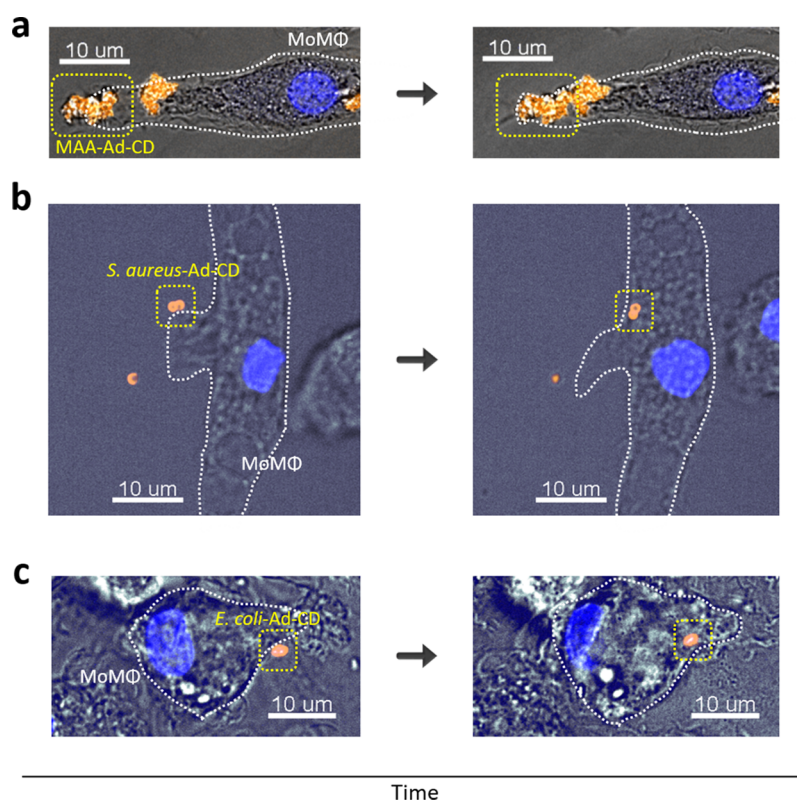 a
10 um
MoMΦ
MAA-Ad-CD
10 um
b
S. aureus-Ad-CD
MoMΦ
10 um
10 um
c
E. coli-Ad-CD
MoMΦ
10 um
10 um
Time